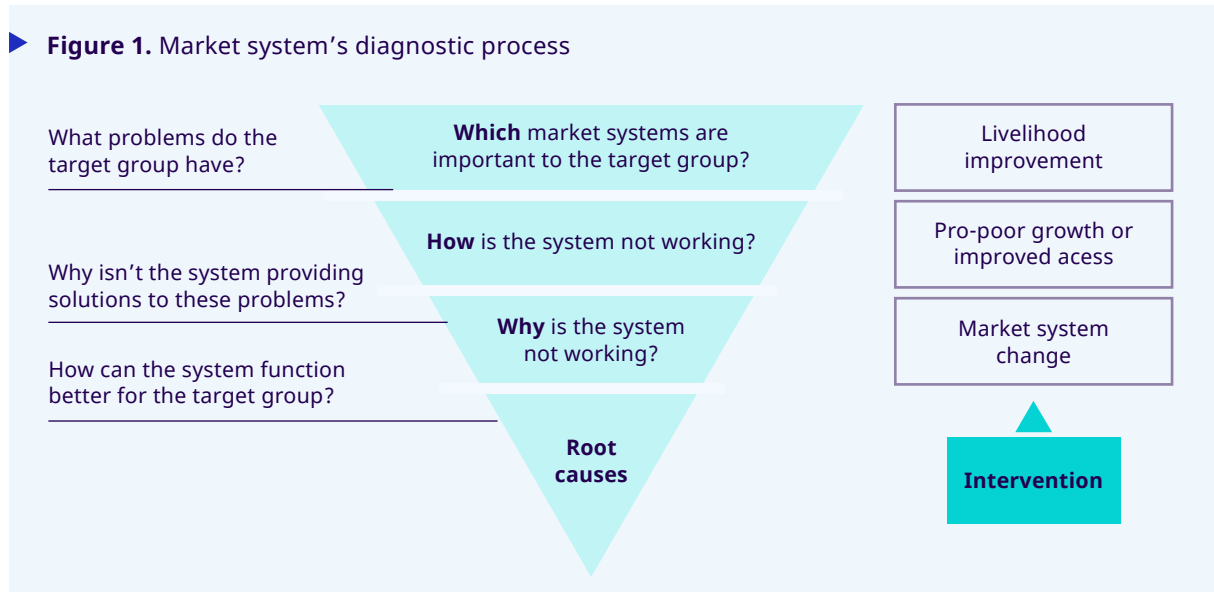 Figure 1. Market system’s diagnostic process
What problems do the
target group have?
Why isn’t the system providing
solutions to these problems?
How can the system function
better for the target group?
Which market systems are
important to the target group?
How is the system not working?
Why is the system
not working?
Root
causes
Livelihood
improvement
Pro-poor growth or
improved acess
Market system
change
Intervention